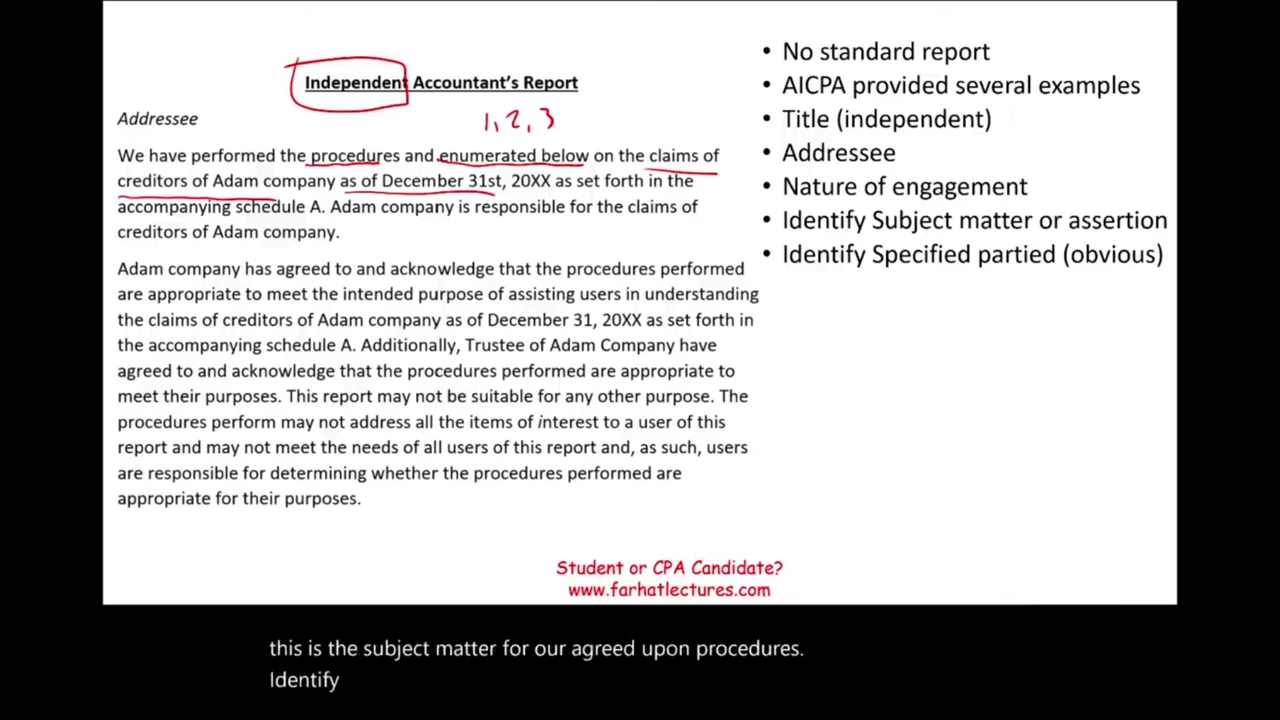 Independent Accountant's Report
Addressee
1, 2, 3
We have performed the procedures and enumerated below on the claims of
creditors of Adam company as of December 31st, 20XX as set forth in the
accompanying schedule A. Adam company is responsible for the claims of
creditors of Adam company.
Adam company has agreed to and acknowledge that the procedures performed
are appropriate to meet the intended purpose of assisting users in understanding
the claims of creditors of Adam company as of December 31, 20XX as set forth in
the accompanying schedule A. Additionally, Trustee of Adam Company have
agreed to and acknowledge that the procedures performed are appropriate to
meet their purposes. This report may not be suitable for any other purpose. The
procedures perform may not address all the items of interest to a user of this
report and may not meet the needs of all users of this report and, as such, users
are responsible for determining whether the procedures performed are
appropriate for their purposes.
• No standard report
• AICPA provided several examples
• Title (independent)
• Addressee
• Nature of engagement
• Identify Subject matter or assertion
• Identify Specified partied (obvious)
Student or CPA Candidate?
www.farhatlectures.com
this is the subject matter for our agreed upon procedures.
Identify